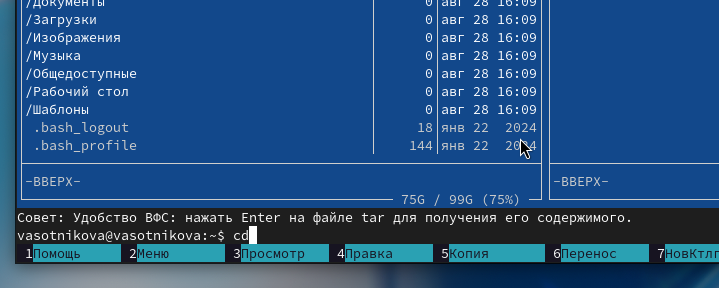 /Документы 0 авг 28 16:09
/Загрузки 0 авг 28 16:09
/Изображения 0 авг 28 16:09
/Музыка 0 авг 28 16:09
/Общедоступные 0 авг 28 16:09
/Рабочий стол 0 авг 28 16:09
/Шаблоны 0 авг 28 16:09
.bash_logout 18 янв 22 2024
.bash_profile 144 янв 22 2024
-ВВЕРХ- -ВВЕРХ-
75G / 99G (75%)
Совет: Удобство ВФС: нажать Enter на файле tar для получения его содержимого.
vasotnikova@vasotnikova:~$ cd
1Помощь 2Меню 3Просмотр 4Правка 5Копия 6Перенос 7НовКтлг